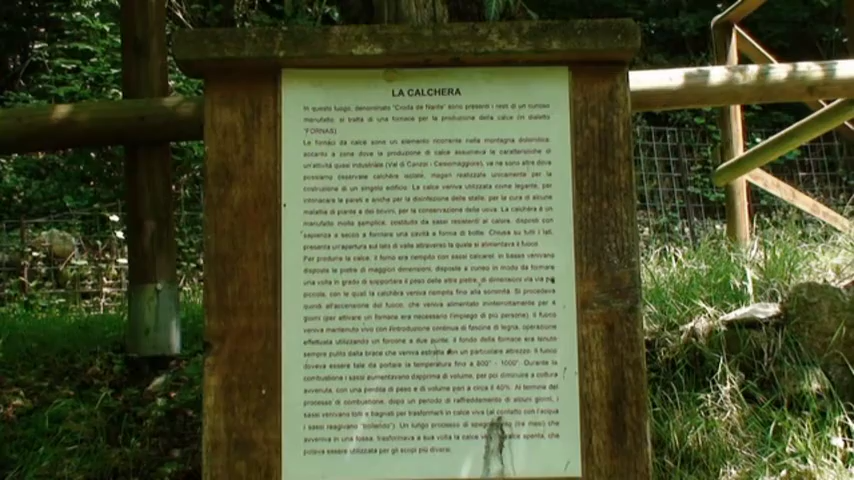 LA CALCHERA
In questo luogo, denominato "Croda de Narde" sono presenti i resti di un curioso
manufatto: si tratta di una fornace per la produzione della calce (in dialetto
"FORNAS)
Le fornaci da calce sono un elemento ricorrente nella montagna dolomitica:
accanto a zona dove la produzione di calce assumeva le caratteristiche di
un'attività quasi industriale (Val di Canzoi - Cesiomaggiore), ve ne sono altre dove
possiamo osservare calchère isolate, magari realizzate unicamente per la
costruzione di un singolo edificio. La calce veniva utilizzata come legante, per
intonacare le pareti e anche per la disinfezione delle stalle; per la cura di alcune
malattie di piante e dei bovini, per la conservazione delle uova. La calchèra è un
manufatto molto semplice, costituito da sassi resistenti al calore, disposti con
sapienza a secco a formare una cavità a forma di botte. Chiusa su tutti i lati,
presenta un'apertura sul lato di valle attraverso la quale si alimentava il fuoco.
Per produrre la calce, il forno era riempito con sassi calcarei: in basso venivano
disposte le pietre di maggiori dimensioni, disposte a cuneo in modo da formare
una volta in grado di sopportare il peso delle altre pietre, di dimensioni via via più
piccole, con le quali la calchèra veniva riempita fino alla sommità. Si procedeva
quindi all'accensione del fuoco, che veniva alimentato ininterrottamente per 4
giorni (per attivare un fornasa era necessario l'impiego di più persone). Il fuoco
veniva mantenuto vivo con l'introduzione continua di fascine di legna, operazione
effettuata utilizzando un forcone a due punte; il fondo della fornace era tenuto
sempre pulito dalla brace che veniva estratta con un particolare attrezzo. Il fuoco
doveva essere tale da portare la temperatura fino a 800° - 1000°. Durante la
combustione i sassi aumentavano dapprima di volume, per poi diminuire a cottura
avvenuta, con una perdita di peso e di volume pari a circa il 40%. Al termine del
processo di combustione, dopo un periodo di raffreddamento di alcuni giorni, i
sassi venivano tolti e bagnati per trasformarli in calce viva (al contatto con l'acqua
i sassi reagivano "bollendo"). Un lungo processo di spegnimento (tre mesi) che
avveniva in una fossa, trasformava a sua volta la calce viva in calce spenta, che
poteva essere utilizzata per gli scopi più diversi.